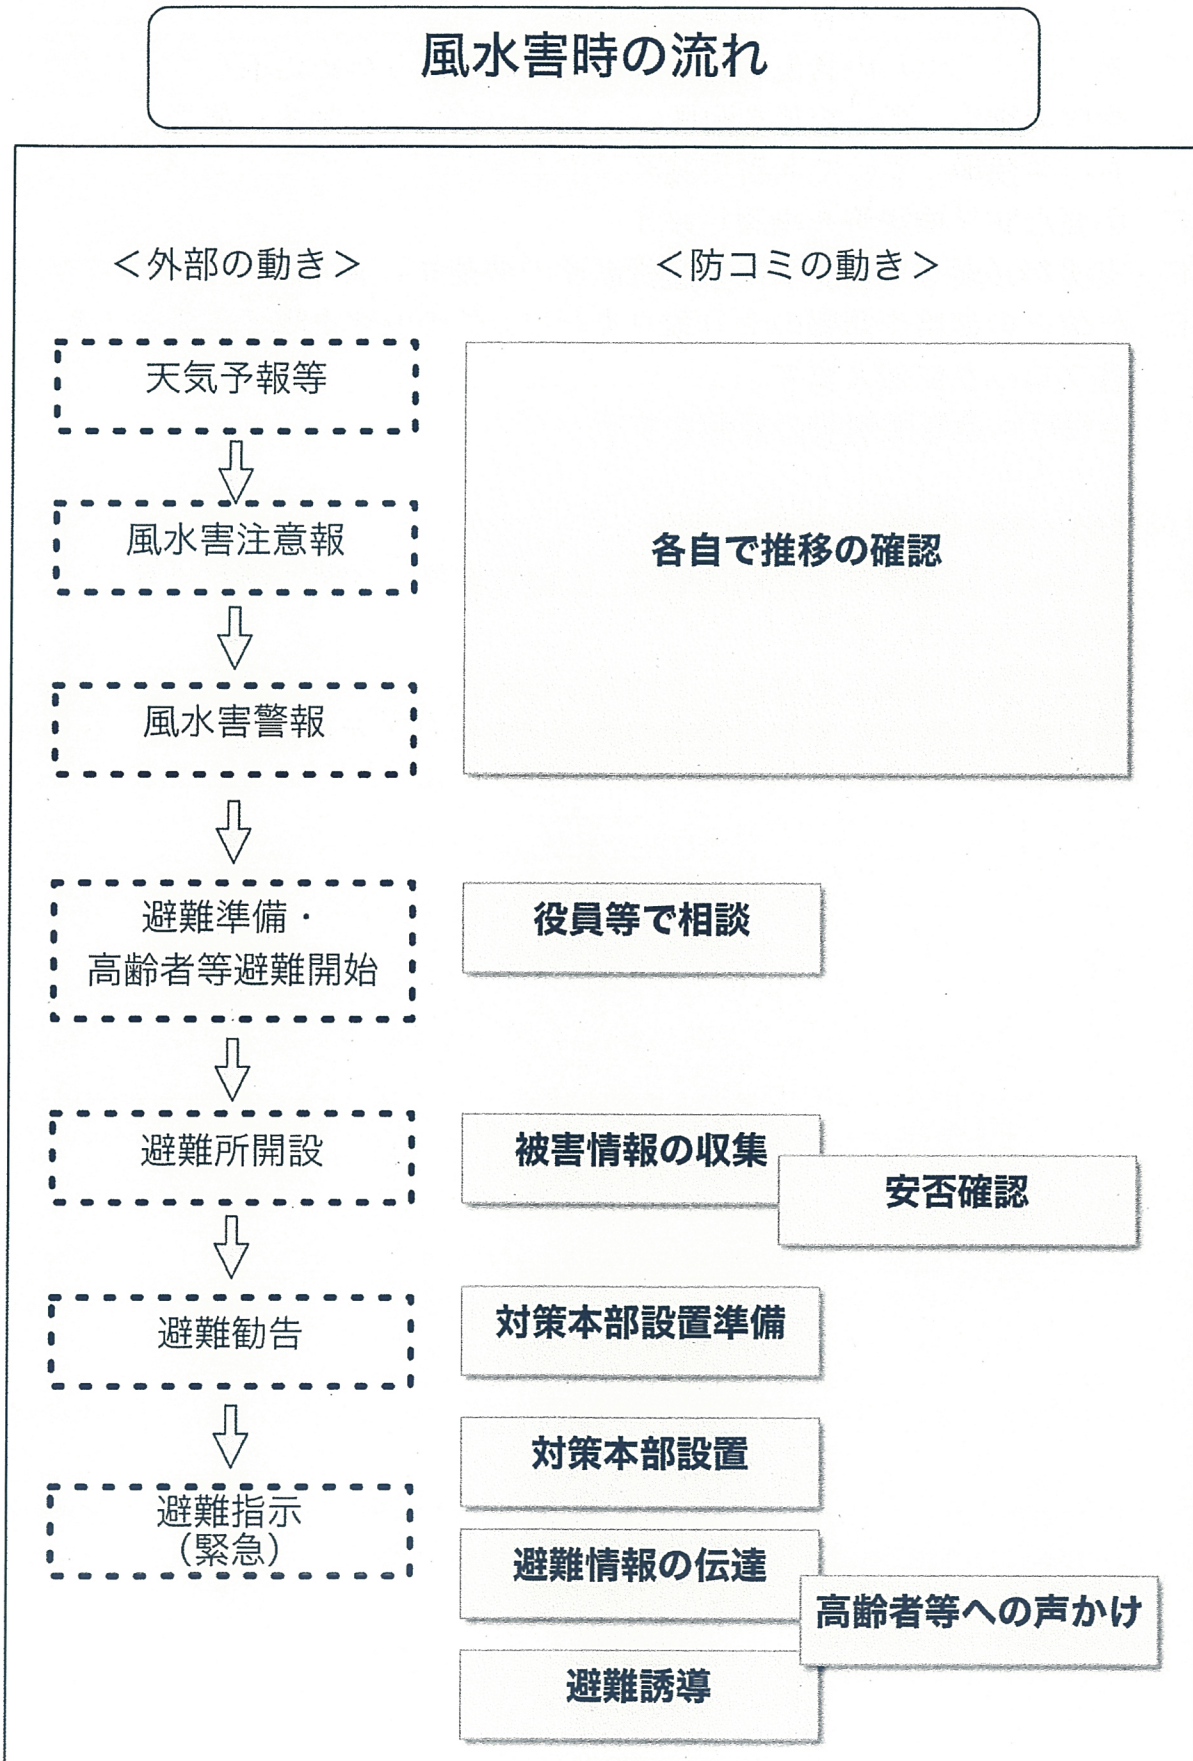 風水害時の流れ
＜外部の動き＞
＜防コミの動き＞
天気予報等
風水害注意報
各自で推移の確認
風水害警報
避難準備・
高齢者等避難開始
役員等で相談
避難所開設
被害情報の収集
安否確認
避難勧告
対策本部設置準備
対策本部設置
避難指示
（緊急）
避難情報の伝達
高齢者等への声かけ
避難誘導